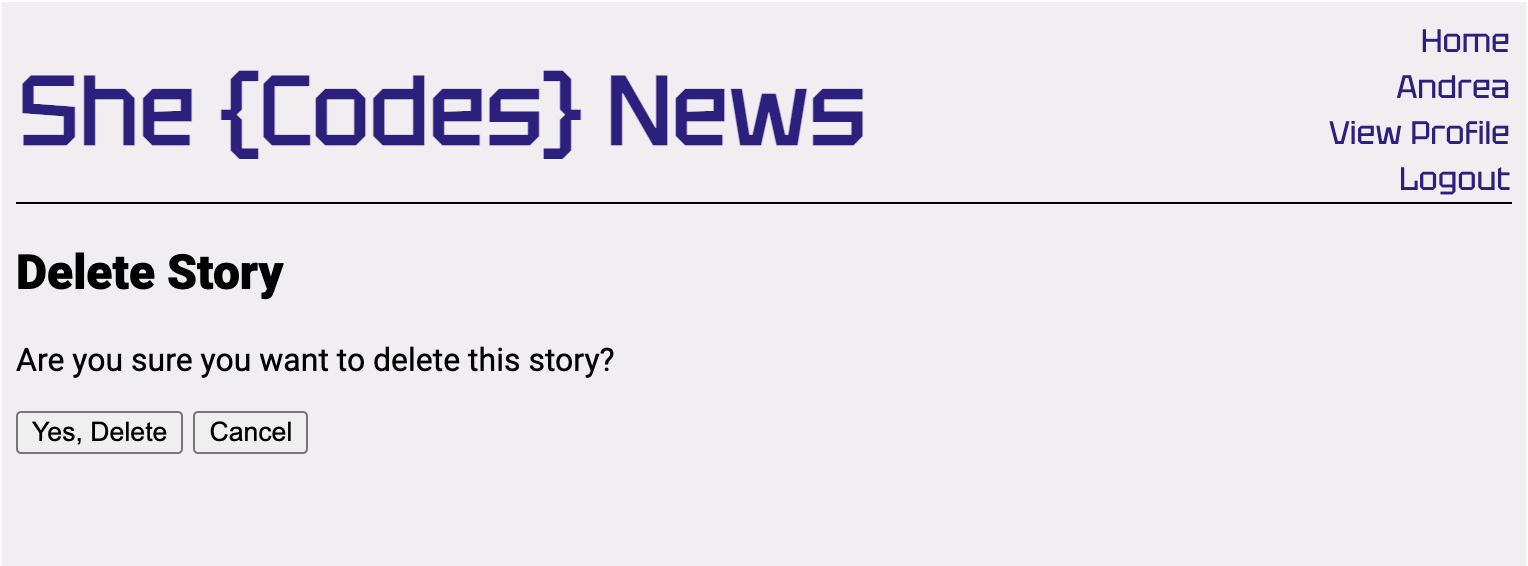 She {Codes} News
Home
Andrea
View Profile
Logout
Delete Story
Are you sure you want to delete this story?
Yes, Delete
Cancel